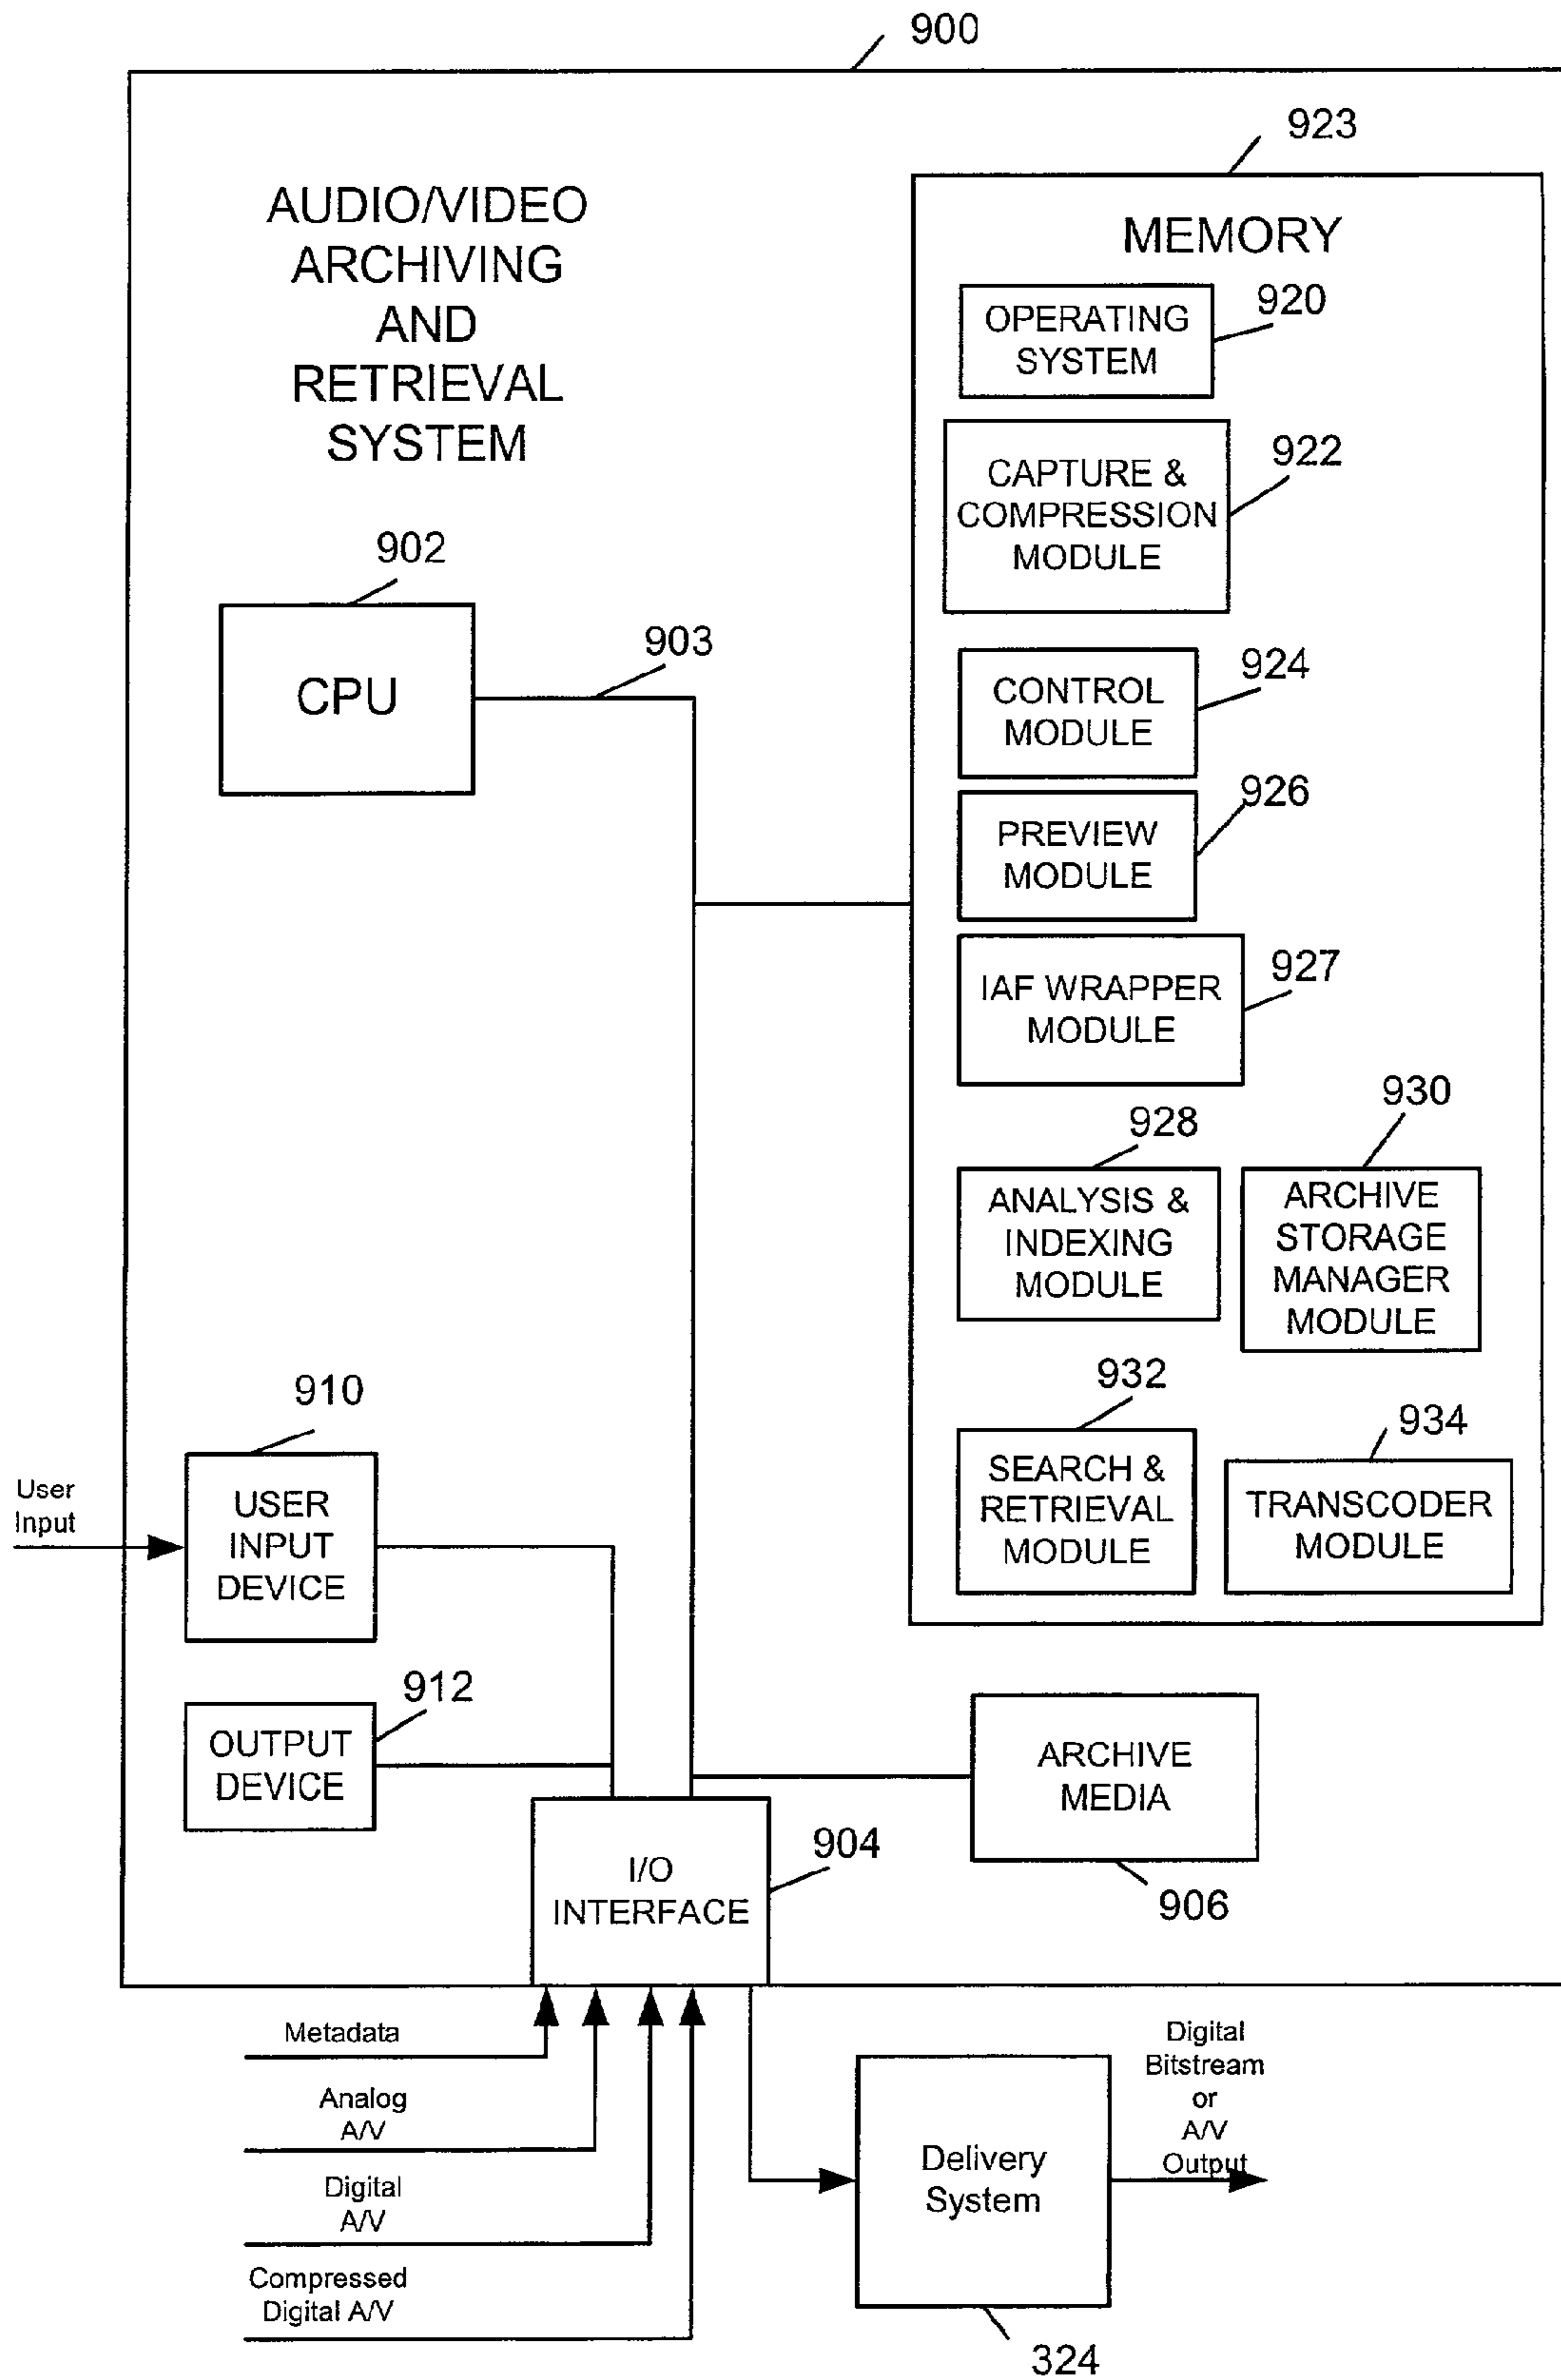 900
923
AUDIO/VIDEO
ARCHIVING
AND
RETRIEVAL
SYSTEM
MEMORY
OPERATING
SYSTEM
920
CAPTURE &
COMPRESSION
MODULE
922
902
CPU
903
CONTROL
MODULE
924
PREVIEW
MODULE
926
IAF WRAPPER
MODULE
927
928
ANALYSIS &
INDEXING
MODULE
930
ARCHIVE
STORAGE
MANAGER
MODULE
932
SEARCH &
RETRIEVAL
MODULE
934
TRANSCODER
MODULE
910
User
Input
USER
INPUT
DEVICE
912
OUTPUT
DEVICE
ARCHIVE
MEDIA
906
I/O
INTERFACE
904
Metadata
Analog
A/V
Digital
A/V
Compressed
Digital A/V
Delivery
System
324
Digital
Bitstream
or
A/V
Output